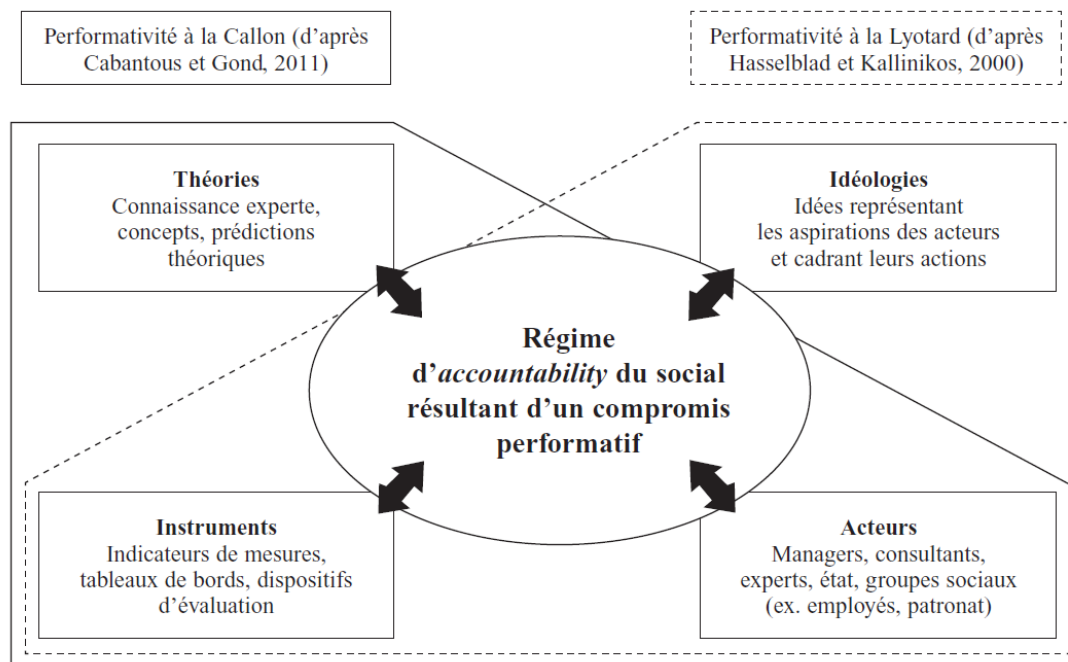 Performativité à la Callon (d'après
Cabantous et Gond, 2011)
Performativité à la Lyotard (d'après
Hasselblad et Kallinikos, 2000)
Théories
Connaissance experte,
concepts, prédictions
théoriques
Idéologies
Idées représentant
les aspirations des acteurs
et cadrant leurs actions
Régime
d'accountability du social
résultant d'un compromis
performatif
Instruments
Indicateurs de mesures,
tableaux de bords, dispositifs
d'évaluation
Acteurs
Managers, consultants,
experts, état, groupes sociaux
(ex. employés, patronat)